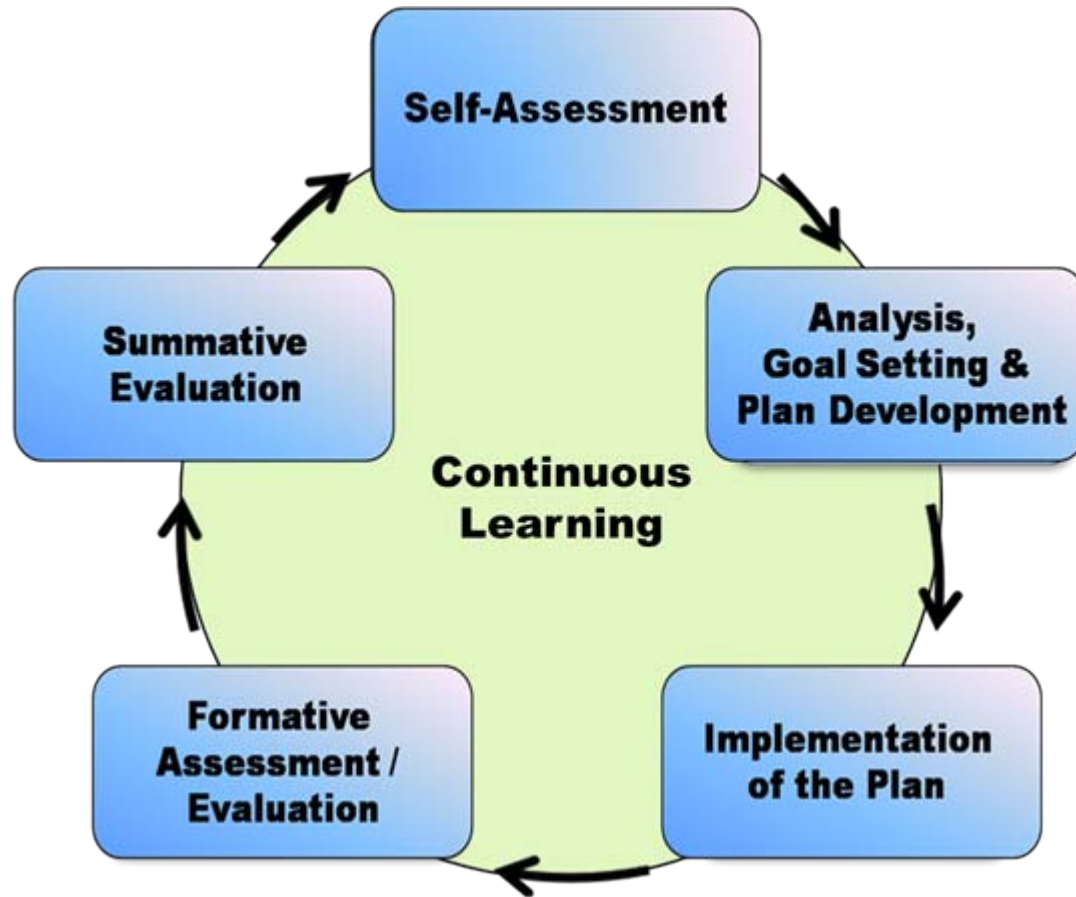 Self-Assessment
Analysis,
Goal Setting &
Plan Development
Implementation
of the Plan
Formative
Assessment /
Evaluation
Summative
Evaluation
Continuous
Learning